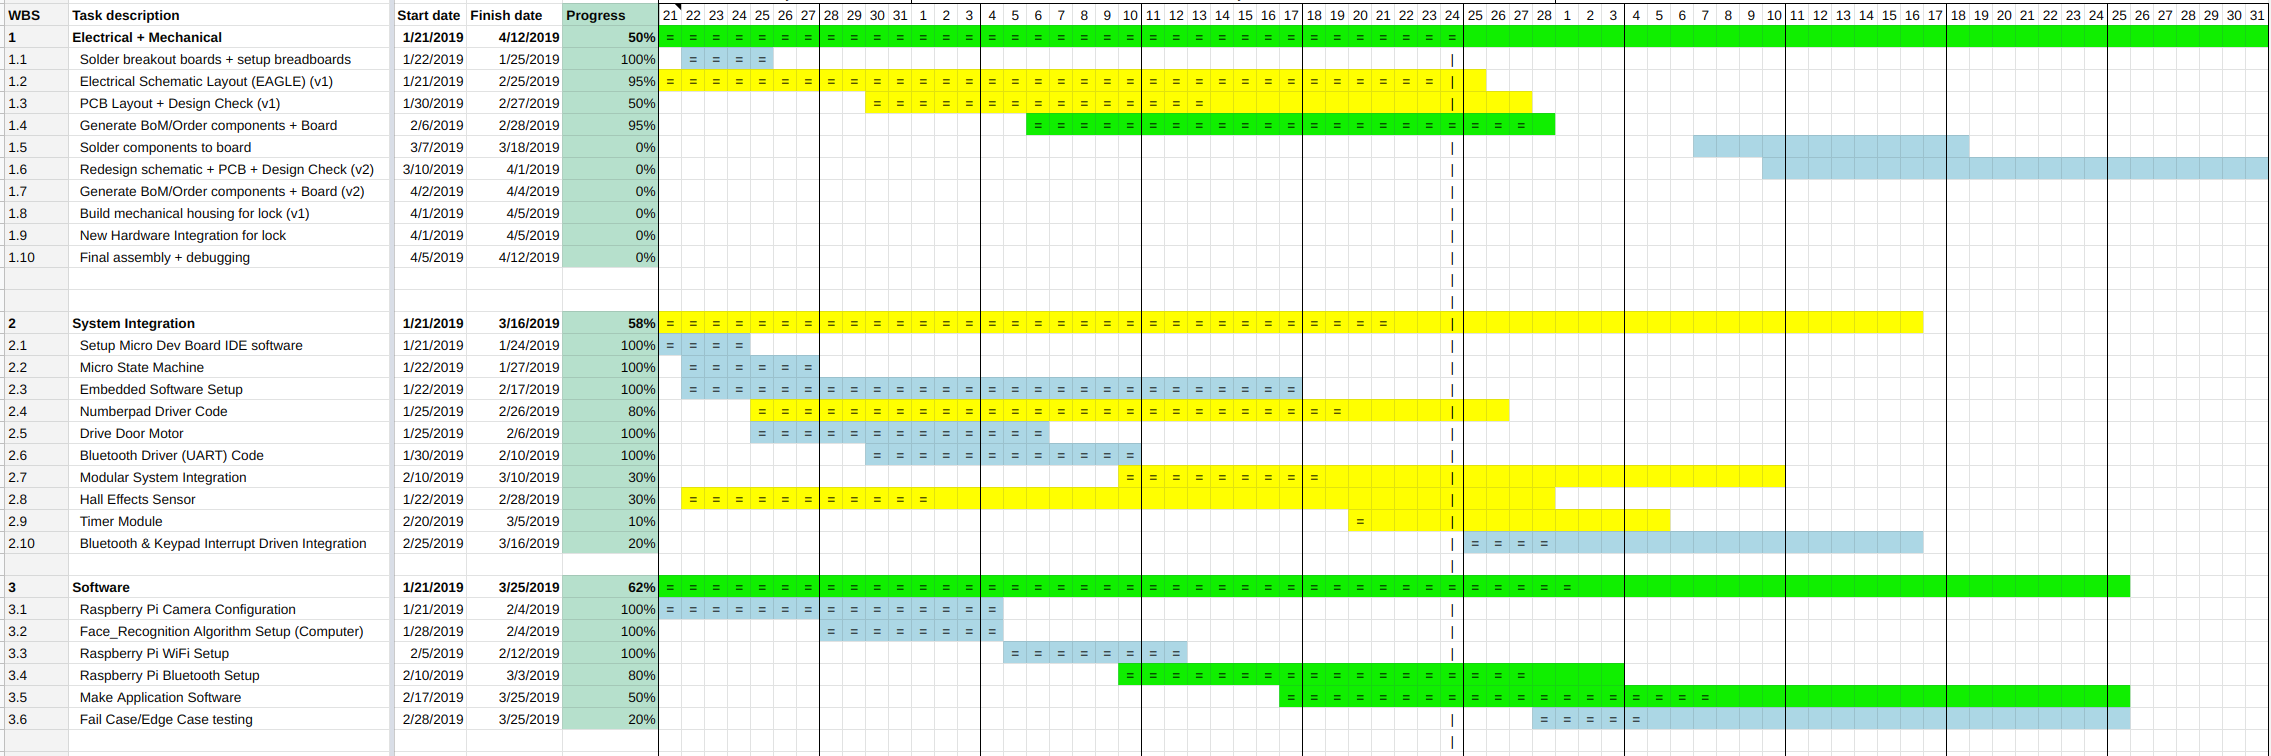 WBS Task description Start date Finish date Progress 21 22 23 24 25 26 27 28 29 30 31 1 2 3 4 5 6 7 8 9 10 11 12 13 14 15 16 17 18 19 20 21 22 23 24 25 26 27 28 1 2 3 4 5 6 7 8 9 10 11 12 13 14 15 16 17 18 19 20 21 22 23 24 25 26 27 28 29 30 31
1 Electrical + Mechanical 1/21/2019 4/12/2019 50% = = = = = = = = = = = = = = = = = = = = = = = = = = = = = = = = = = =
1.1 Solder breakout boards + setup breadboards 1/22/2019 1/25/2019 100% = = = = |
1.2 Electrical Schematic Layout (EAGLE) (v1) 1/21/2019 2/25/2019 95% = = = = = = = = = = = = = = = = = = = = = = = = = = = = = = = = = = |
1.3 PCB Layout + Design Check (v1) 1/30/2019 2/27/2019 50% = = = = = = = = = = = = = = = |
1.4 Generate BoM/Order components + Board 2/6/2019 2/28/2019 95% = = = = = = = = = = = = = = = = = = = = = =
1.5 Solder components to board 3/7/2019 3/18/2019 0% |
1.6 Redesign schematic + PCB + Design Check (v2) 3/10/2019 4/1/2019 0% |
1.7 Generate BoM/Order components + Board (v2) 4/2/2019 4/4/2019 0% |
1.8 Build mechanical housing for lock (v1) 4/1/2019 4/5/2019 0% |
1.9 New Hardware Integration for lock 4/1/2019 4/5/2019 0% |
1.10 Final assembly + debugging 4/5/2019 4/12/2019 0% |
|
|
2 System Integration 1/21/2019 3/16/2019 58% = = = = = = = = = = = = = = = = = = = = = = = = = = = = = = = = |
2.1 Setup Micro Dev Board IDE software 1/21/2019 1/24/2019 100% = = = = |
2.2 Micro State Machine 1/22/2019 1/27/2019 100% = = = = = = |
2.3 Embedded Software Setup 1/22/2019 2/17/2019 100% = = = = = = = = = = = = = = = = = = = = = = = = = = = |
2.4 Numberpad Driver Code 1/25/2019 2/26/2019 80% = = = = = = = = = = = = = = = = = = = = = = = = = = |
2.5 Drive Door Motor 1/25/2019 2/6/2019 100% = = = = = = = = = = = = = |
2.6 Bluetooth Driver (UART) Code 1/30/2019 2/10/2019 100% = = = = = = = = = = = = |
2.7 Modular System Integration 2/10/2019 3/10/2019 30% = = = = = = = = = |
2.8 Hall Effects Sensor 1/22/2019 2/28/2019 30% = = = = = = = = = = = |
2.9 Timer Module 2/20/2019 3/5/2019 10% = |
2.10 Bluetooth & Keypad Interrupt Driven Integration 2/25/2019 3/16/2019 20% | = = = =
|
3 Software 1/21/2019 3/25/2019 62% = = = = = = = = = = = = = = = = = = = = = = = = = = = = = = = = = = = = = = = =
3.1 Raspberry Pi Camera Configuration 1/21/2019 2/4/2019 100% = = = = = = = = = = = = = = = |
3.2 Face_Recognition Algorithm Setup (Computer) 1/28/2019 2/4/2019 100% = = = = = = = = |
3.3 Raspberry Pi WiFi Setup 2/5/2019 2/12/2019 100% = = = = = = = = |
3.4 Raspberry Pi Bluetooth Setup 2/10/2019 3/3/2019 80% = = = = = = = = = = = = = = = = = =
3.5 Make Application Software 2/17/2019 3/25/2019 50% = = = = = = = = = = = = = = = = = = =
3.6 Fail Case/Edge Case testing 2/28/2019 3/25/2019 20% | = = = = =
|